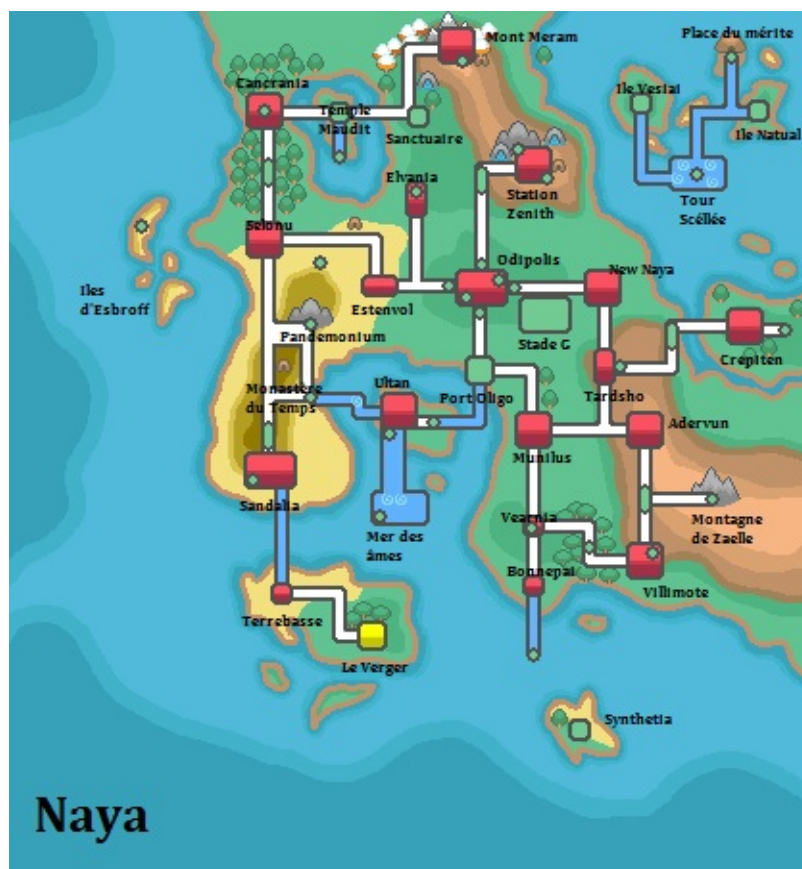 Mont Meram
Place du mérite
Cancrania
Ile Vesiai
Temple
Maudit
Sanctuaire
Ile Natual
Elvania
Station
Zenith
Tour
Scéllée
Selonu
Odipolis
New Naya
Iles
d'Esbroff
Estenvol
Pandemonium
Stade G
Crépiten
Monastère
du Temps
Ultan
Port Oligo
Tardsho
Adervun
Munilus
Sandalia
Vearnia
Montagne
de Zaelle
Mer des
âmes
Bonnepai
Villimote
Terrebasse
Le Verger
Synthetia
Naya